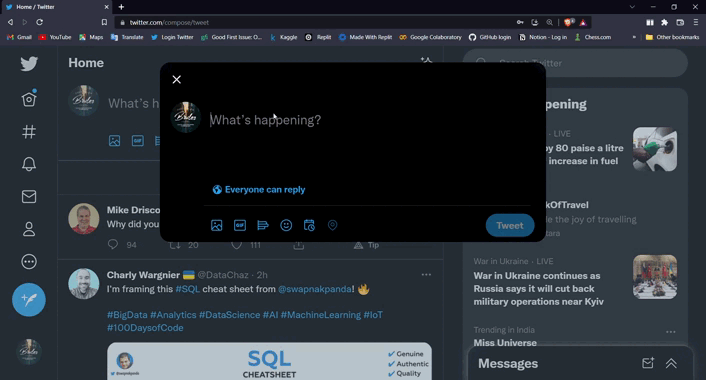 Home / Twitter
twitter.com/compose/tweet
Gmail
YouTube
Maps
Translate
Login Twitter
Good First Issue: O...
Kaggle
Replit
Made With Replit
Google Colaboratory
GitHub login
Notion - Log in
Chess.com
Other bookmarks
Home
What's h
What's happening?
Everyone can reply
Tweet
Search Twitter
pening
- LIVE
by 80 paise a litre
increase in fuel
kOfTravel
e the joy of travelling
ors
War in Ukraine - LIVE
War in Ukraine continues as
Russia says it will cut back
military operations near Kyiv
Trending in India
Miss Universe
Messages
Mike Drisco
Why did you
94
20
111
Tip
Charly Wargnier @DataChaz · 2h
I'm framing this #SQL cheat sheet from @swapnakpanda!
#BigData #Analytics #DataScience #AI #MachineLearning #IoT
#100DaysofCode
SQL
CHEATSHEET
Genuine
Authentic
Quality